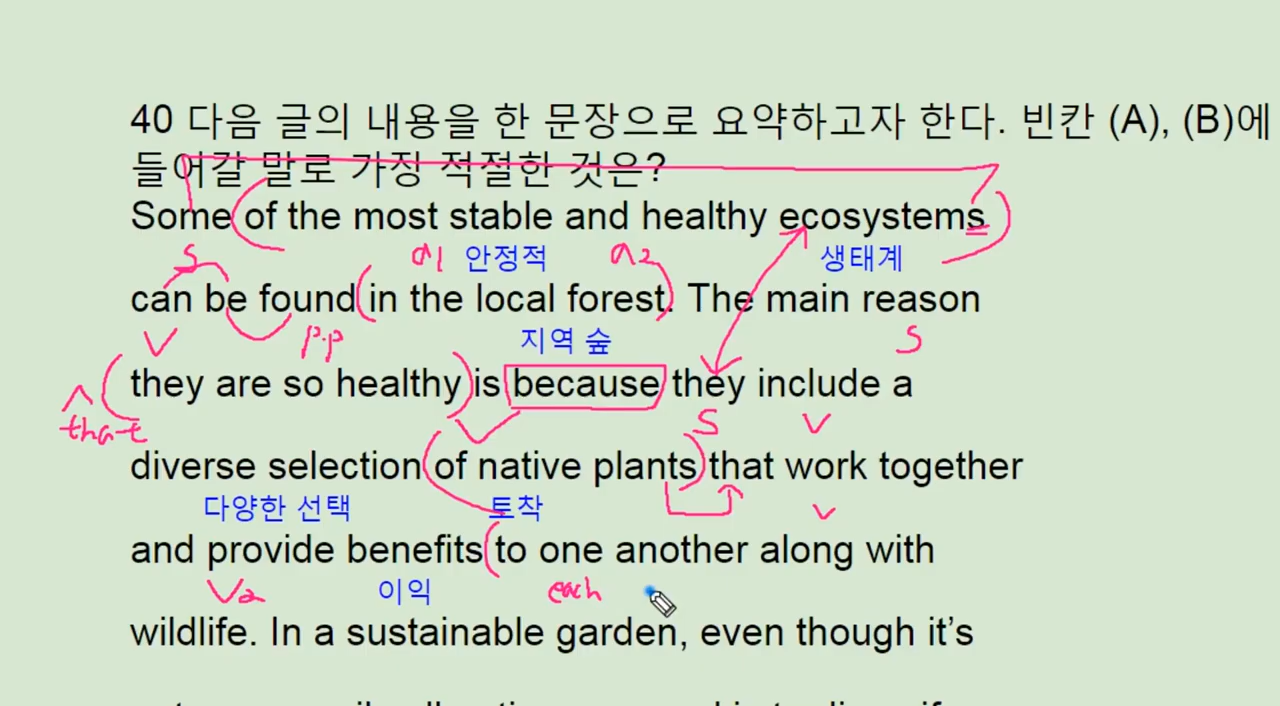 40 다음 글의 내용을 한 문장으로 요약하고자 한다. 빈칸 (A), (B)에
들어갈 말로 가장 적절한 것은?
Some of the most stable and healthy ecosystems
S a1 안정적 a2 생태계
can be found in the local forest. The main reason
V p.p 지역 숲 S
they are so healthy is because they include a
that S V
diverse selection of native plants that work together
다양한 선택 토착 V
and provide benefits to one another along with
V2 이익 each
wildlife. In a sustainable garden, even though it's